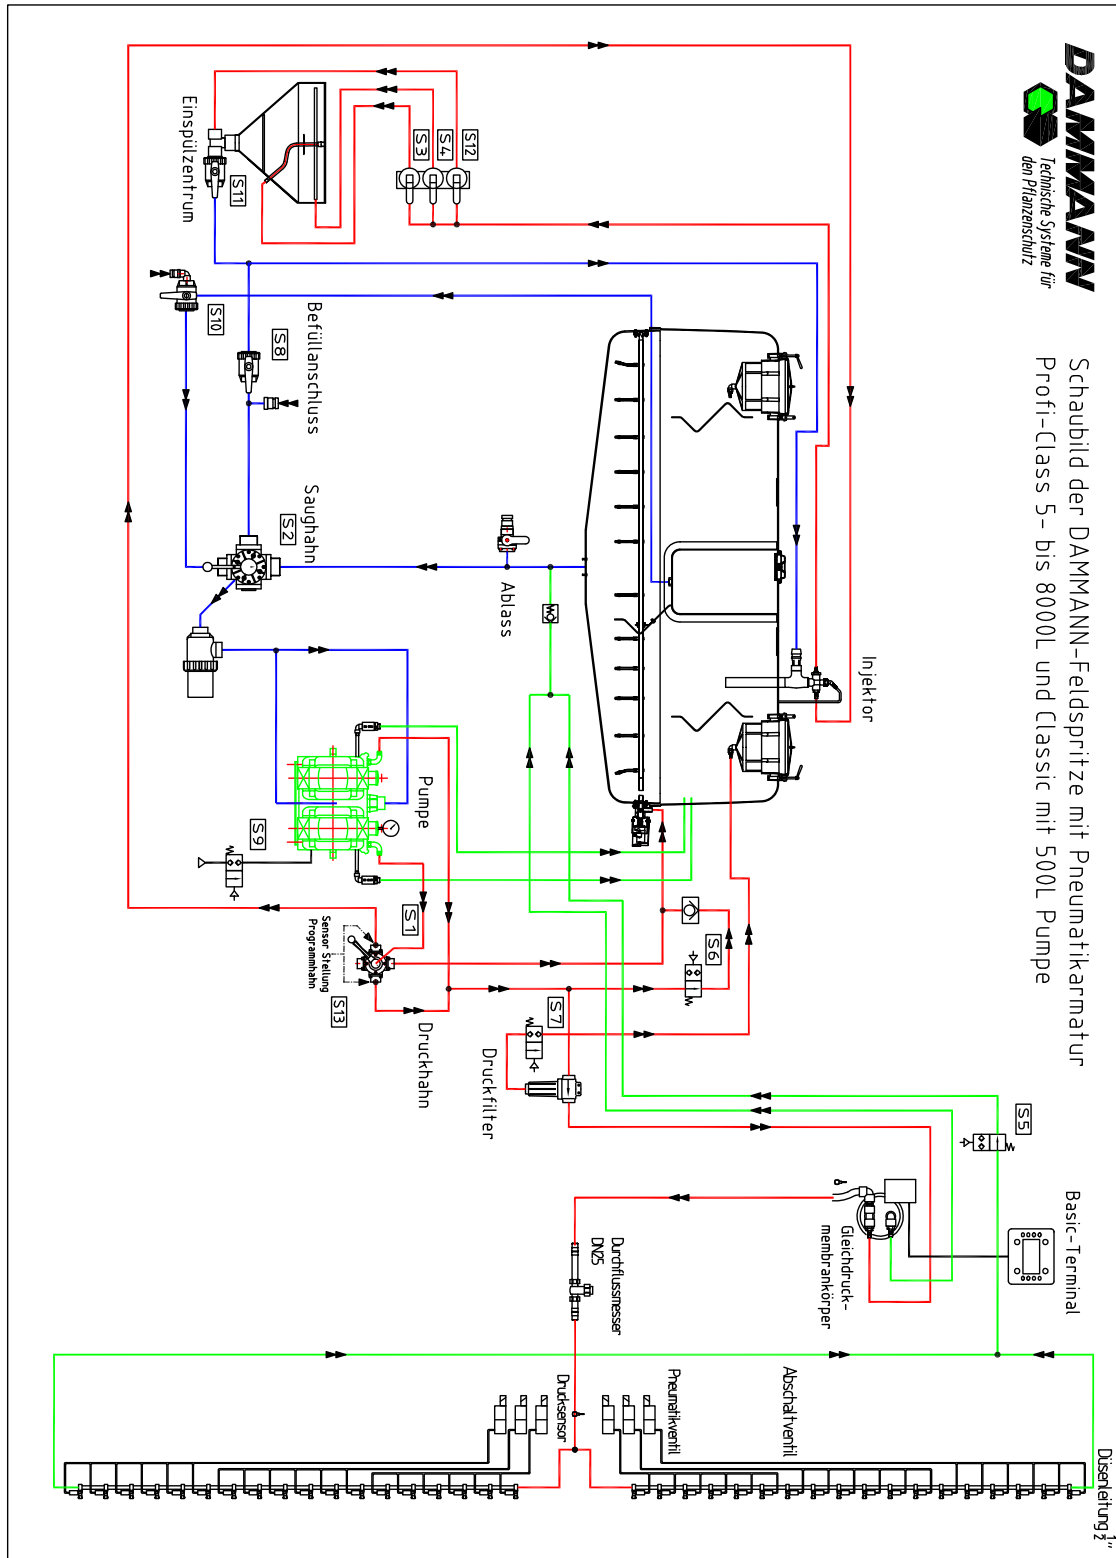 DAMMANN
Technische Systeme für
den Pflanzenschutz
Schaubild der DAMMANN-Feldspritze mit Pneumatikarmatur
Profi-Class 5- bis 8000L und Classic mit 500L Pumpe
Einspülzentrum
S11
S3
S4
S12
S10
Befüllanschluss
S8
Saughahn
S2
Ablass
Injektor
Pumpe
S9
S1
Sensor Stellung
Programmhahn
S13
Druckhahn
S6
S7
Druckfilter
S5
Basic-Terminal
Gleichdruck-
membrankörper
Durchflussmesser
DN25
Drucksensor
Pneumatikventil
Abschaltventil
Düsenleitung 1/2"